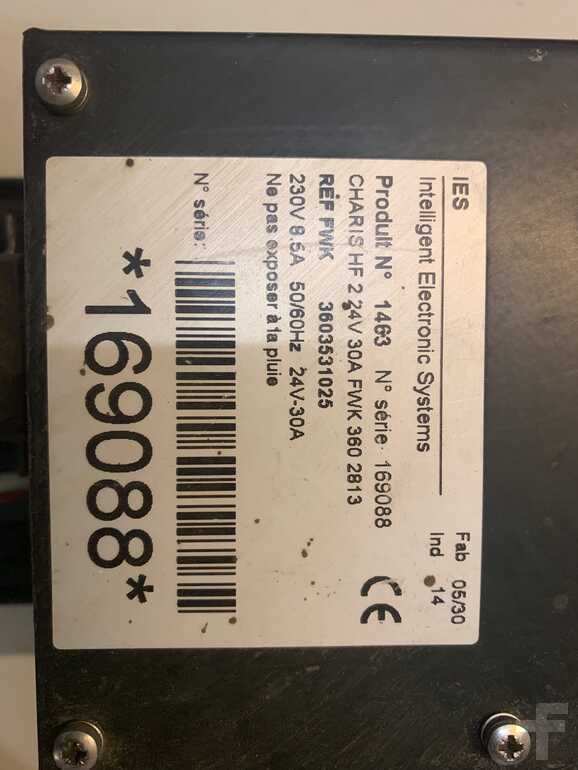 IES
Intelligent Electronic Systems
Fab 05/30
Ind 14
Produit N° 1463 N° série 169088
CHARIS HF 2 24V 30A FWK 360 2813
REF FWK 3603531025
230V 8.5A 50/60Hz 24V-30A
Ne pas exposer à la pluie
CE
N° série:
*169088*